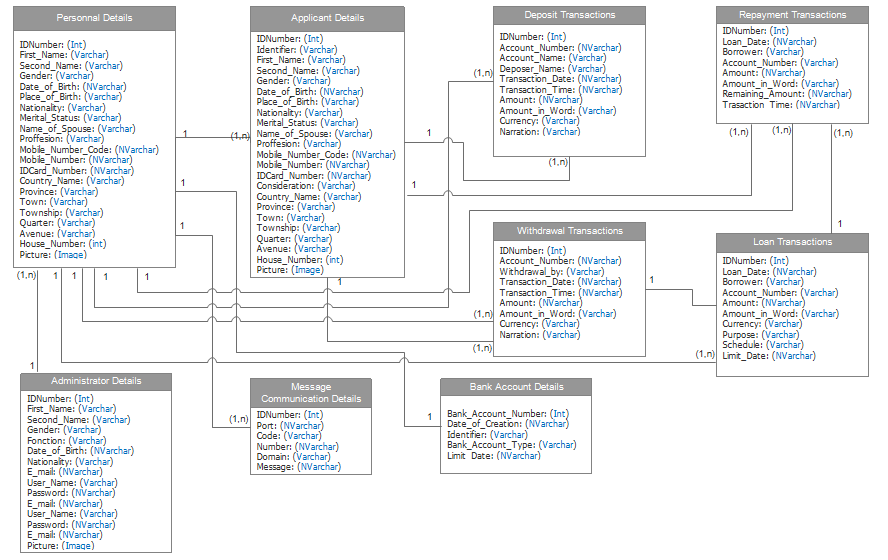 Personnal Details
IDNumber: (Int)
First_Name: (Varchar)
Second_Name: (Varchar)
Gender: (Varchar)
Date_of_Birth: (NVarchar)
Place_of_Birth: (Varchar)
Nationality: (Varchar)
Merital_Status: (Varchar)
Name_of_Spouse: (Varchar)
Proffesion: (Varchar)
Mobile_Number_Code: (NVarchar)
Mobile_Number: (NVarchar)
IDCard_Number: (NVarchar)
Country_Name: (Varchar)
Province: (Varchar)
Town: (Varchar)
Township: (Varchar)
Quarter: (Varchar)
Avenue: (Varchar)
House_Number: (int)
Picture: (Image)
Applicant Details
IDNumber: (Int)
Identifier: (Varchar)
First_Name: (Varchar)
Second_Name: (Varchar)
Gender: (Varchar)
Date_of_Birth: (NVarchar)
Place_of_Birth: (Varchar)
Nationality: (Varchar)
Merital_Status: (Varchar)
Name_of_Spouse: (Varchar)
Proffesion: (Varchar)
Mobile_Number_Code: (NVarchar)
Mobile_Number: (NVarchar)
IDCard_Number: (NVarchar)
Consideration: (Varchar)
Country_Name: (Varchar)
Province: (Varchar)
Town: (Varchar)
Township: (Varchar)
Quarter: (Varchar)
Avenue: (Varchar)
House_Number: (int)
Picture: (Image)
Deposit Transactions
IDNumber: (Int)
Account_Number: (NVarchar)
Account_Name: (Varchar)
Deposer_Name: (Varchar)
Transaction_Date: (NVarchar)
Transaction_Time: (NVarchar)
Amount: (NVarchar)
Amount_in_Word: (Varchar)
Currency: (Varchar)
Narration: (Varchar)
Repayment Transactions
IDNumber: (Int)
Loan_Date: (NVarchar)
Borrower: (Varchar)
Account_Number: (Varchar)
Amount: (NVarchar)
Amount_in_Word: (Varchar)
Remaining_Amount: (Varchar)
Trasaction_Time: (NVarchar)
(1,n)
1
(1,n)
1
(1,n)
(1,n)
(1,n)
(1,n)
1
1
1
1
Withdrawal Transactions
IDNumber: (Int)
Account_Number: (NVarchar)
Withdrawal_by: (Varchar)
Transaction_Date: (NVarchar)
Transaction_Time: (NVarchar)
Amount: (NVarchar)
Amount_in_Word: (Varchar)
Currency: (Varchar)
Narration: (Varchar)
Loan Transactions
IDNumber: (Int)
Loan_Date: (NVarchar)
Borrower: (Varchar)
Account_Number: (Varchar)
Amount: (NVarchar)
Amount_in_Word: (Varchar)
Currency: (Varchar)
Purpose: (Varchar)
Schedule: (Varchar)
Limit_Date: (NVarchar)
(1,n)
1
1
1
1
1
1
(1,n)
(1,n)
(1,n)
1
(1,n)
1
Administrator Details
IDNumber: (Int)
First_Name: (Varchar)
Second_Name: (Varchar)
Gender: (Varchar)
Fonction: (Varchar)
Date_of_Birth: (NVarchar)
Nationality: (Varchar)
E_mail: (NVarchar)
User_Name: (Varchar)
Password: (NVarchar)
E_mail: (NVarchar)
User_Name: (Varchar)
Password: (NVarchar)
E_mail: (NVarchar)
Picture: (Image)
Message
Communication Details
IDNumber: (Int)
Port: (NVarchar)
Code: (Varchar)
Number: (NVarchar)
Domain: (Varchar)
Message: (NVarchar)
Bank Account Details
Bank_Account_Number: (Int)
Date_of_Creation: (NVarchar)
Identifier: (Varchar)
Bank_Account_Type: (Varchar)
Limit_Date: (NVarchar)